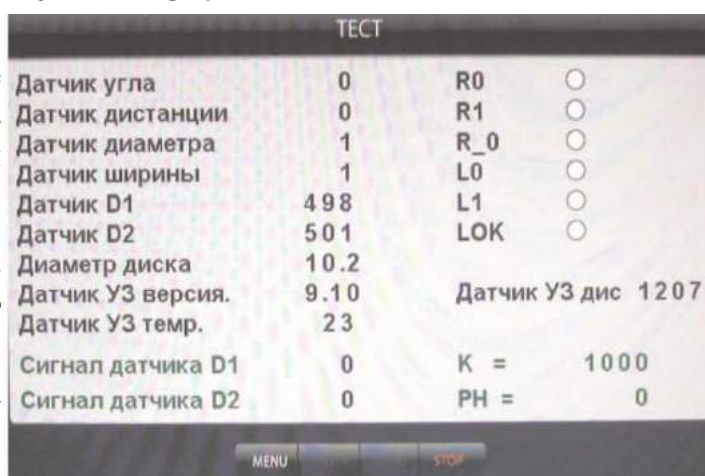 ТЕСТ
Датчик угла 0 R0
Датчик дистанции 0 R1
Датчик диаметра 1 R_0
Датчик ширины 1 L0
Датчик D1 498 L1
Датчик D2 501 LOK
Диаметр диска 10.2
Датчик УЗ версия. 9.10 Датчик УЗ дис 1207
Датчик УЗ темр. 23
Сигнал датчика D1 0 K = 1000
Сигнал датчика D2 0 PH = 0
MENU STOP